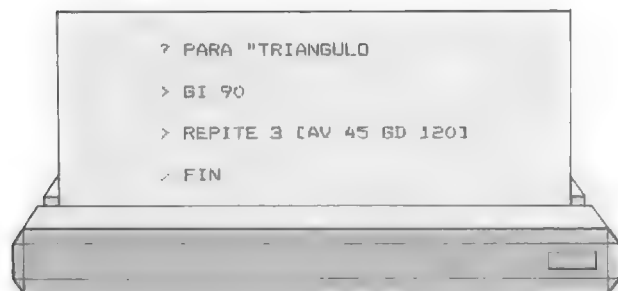 ? PARA "TRIANGULO
> GI 90
> REPITE 3 [AV 45 GD 120]
> FIN